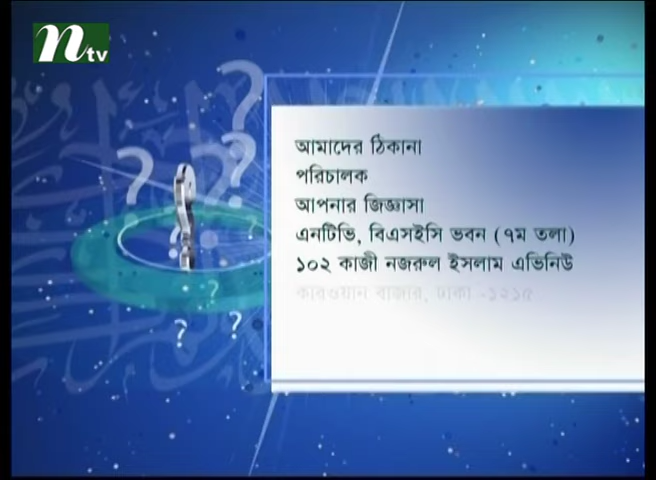 ntv
আমাদের ঠিকানা
পরিচালক
আপনার জিজ্ঞাসা
এনটিভি, বিএসইসি ভবন (৭ম তলা)
১০২ কাজী নজরুল ইসলাম এভিনিউ
কারওয়ান বাজার, ঢাকা -১২১৫